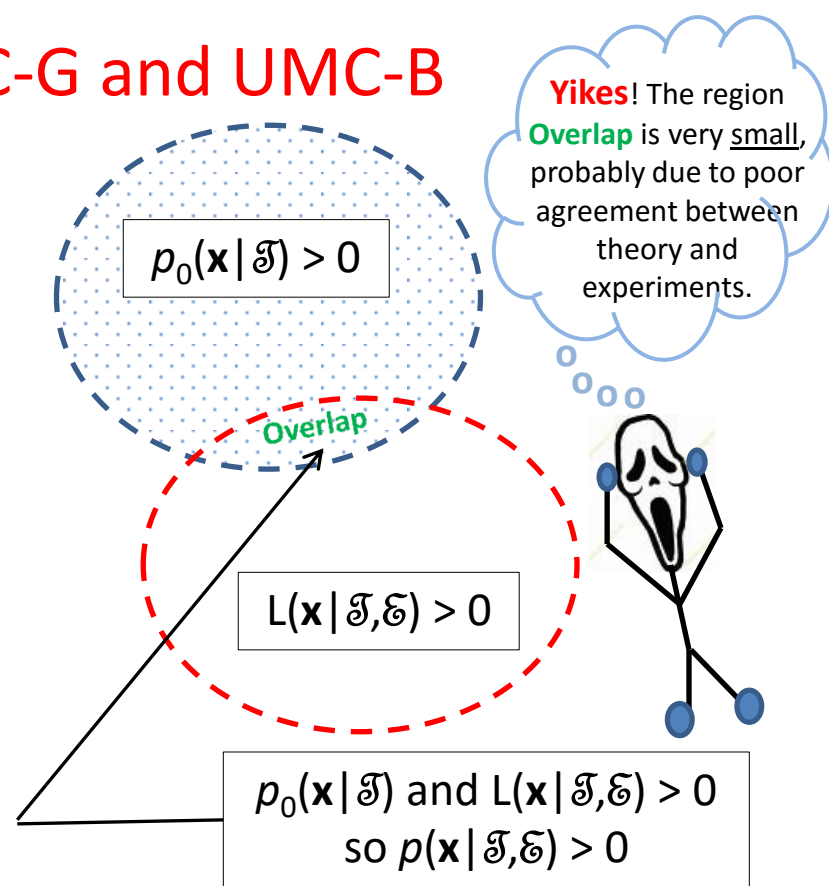 C-G and UMC-B
Yikes! The region
Overlap is very small,
probably due to poor
agreement between
theory and
experiments.
p₀(x|𝒯) > 0
Overlap
L(x|𝒯,ℰ) > 0
p₀(x|𝒯) and L(x|𝒯,ℰ) > 0
so p(x|𝒯,ℰ) > 0